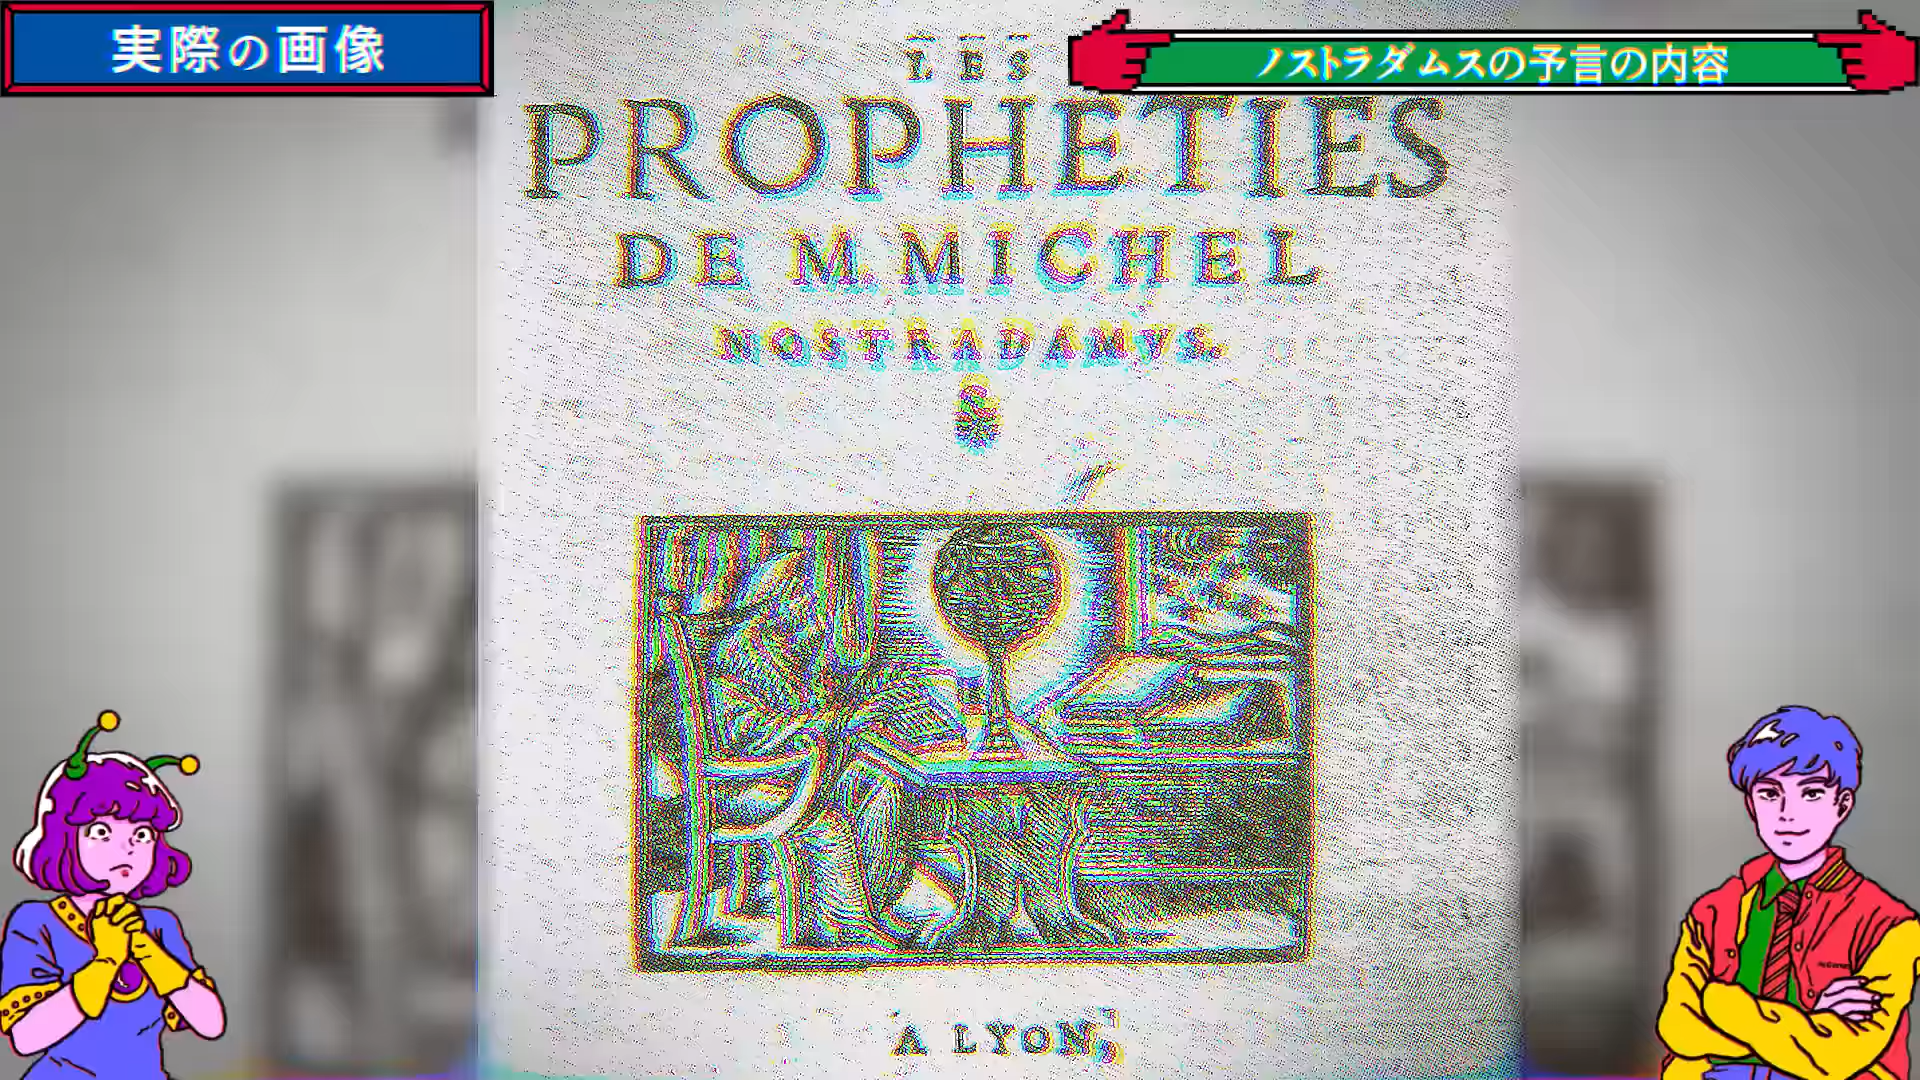 実際の画像
ノストラダムスの予言の内容
LES
PROPHETIES
DE M. MICHEL
NOSTRADAMVS.
A LYON,